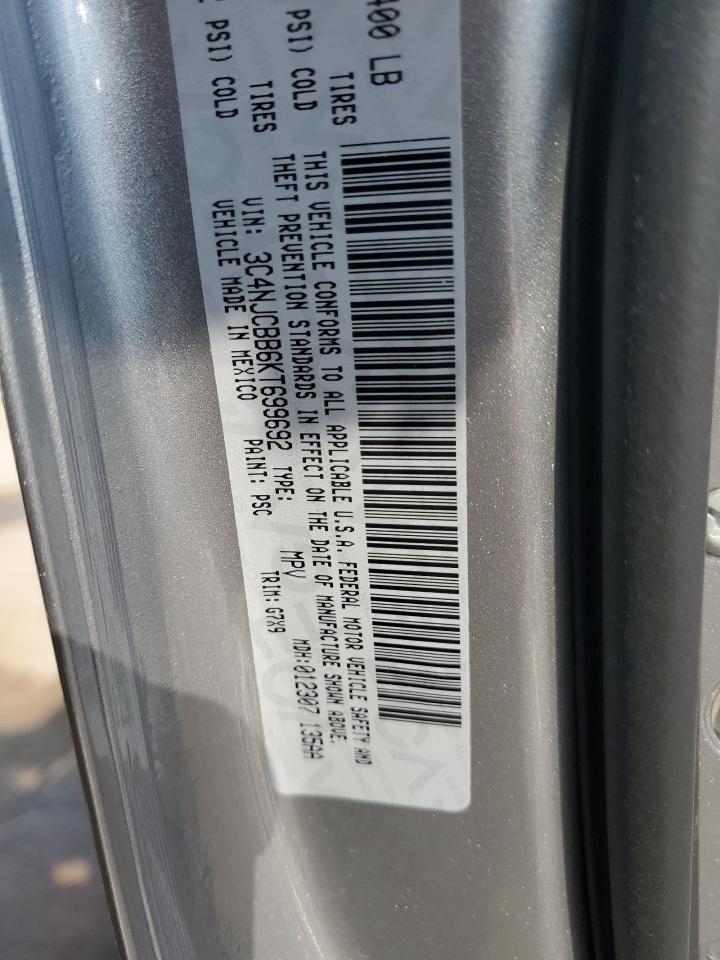 400 LB
TIRES
PSI) COLD
TIRES
PSI) COLD
THIS VEHICLE CONFORMS TO ALL APPLICABLE U.S.A. FEDERAL MOTOR VEHICLE SAFETY AND
THEFT PREVENTION STANDARDS IN EFFECT ON THE DATE OF MANUFACTURE SHOWN ABOVE.
VIN: 3C4NJCBB6KT699692 TYPE: MPV MDH:012307 135AA
VEHICLE MADE IN MEXICO PAINT: PSC TRIM: G7X9